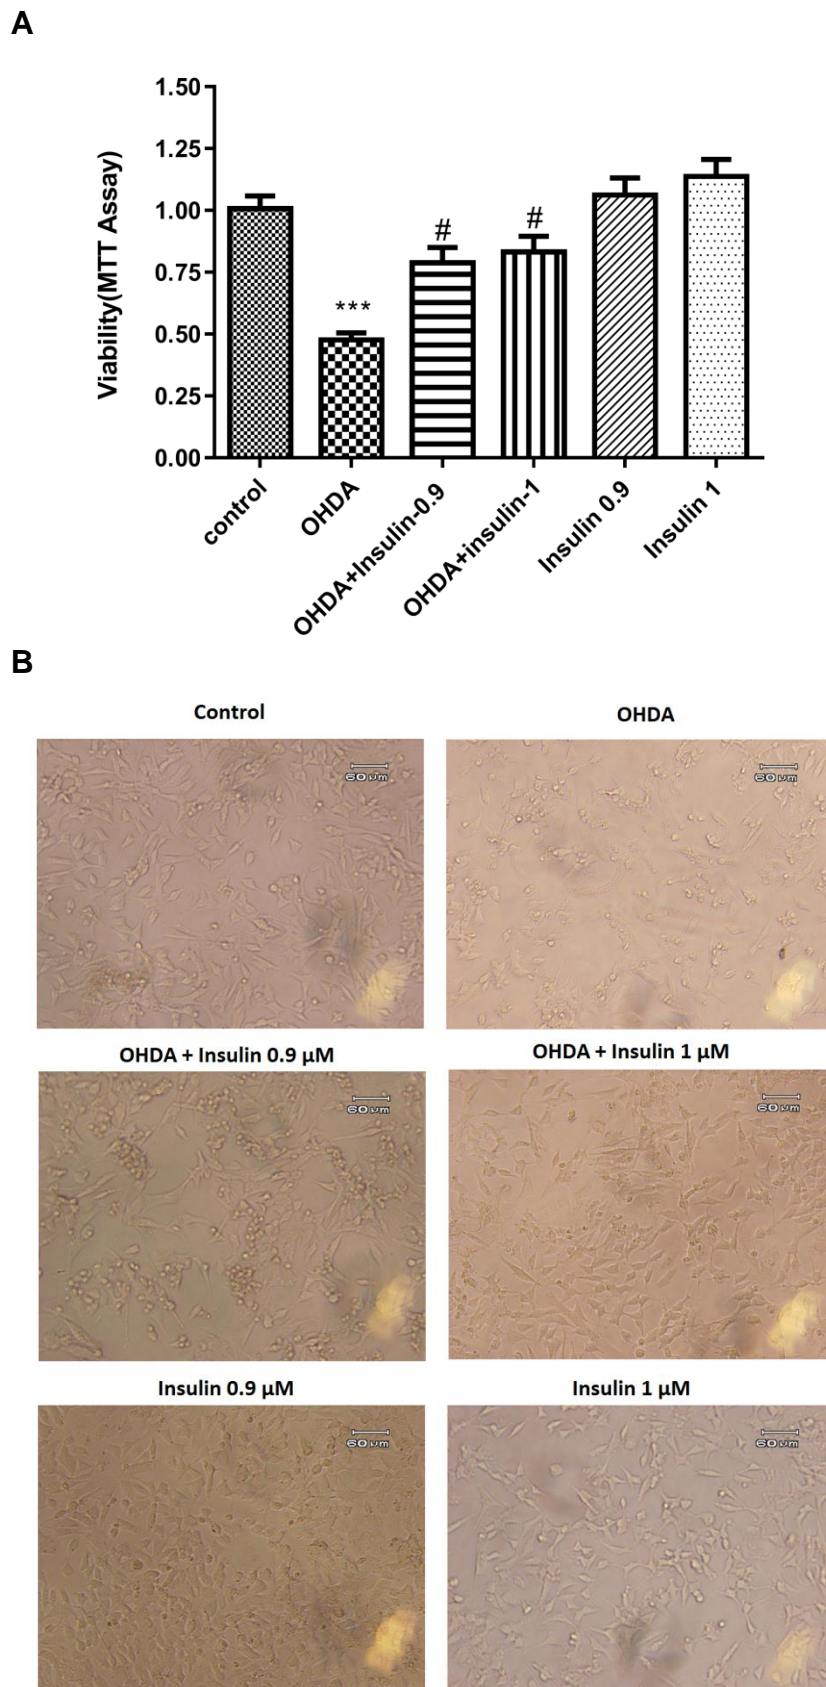 A
1.50
1.25
1.00
0.75
0.50
0.25
0.00
Viability(MTT Assay)
***
#
#
control
OHDA
OHDA+Insulin-0.9
OHDA+insulin-1
Insulin 0.9
Insulin 1
B
Control
OHDA
60 µm
60 µm
OHDA + Insulin 0.9 µM
OHDA + Insulin 1 µM
60 µm
60 µm
Insulin 0.9 µM
Insulin 1 µM
60 µm
60 µm